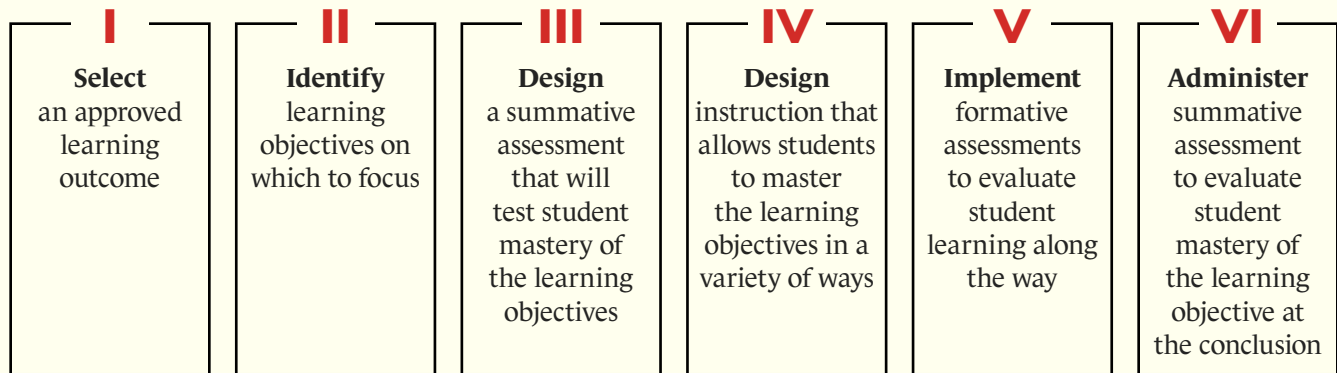 I
Select
an approved
learning
outcome
II
Identify
learning
objectives on
which to focus
III
Design
a summative
assessment
that will
test student
mastery of
the learning
objectives
IV
Design
instruction that
allows students
to master
the learning
objectives in a
variety of ways
V
Implement
formative
assessments
to evaluate
student
learning along
the way
VI
Administer
summative
assessment
to evaluate
student
mastery of
the learning
objective at
the conclusion